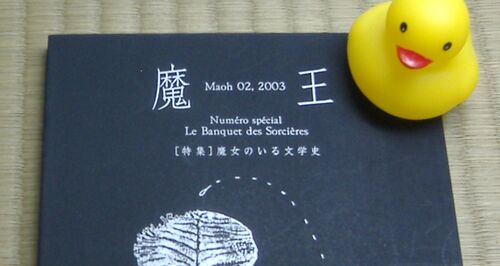 魔王 Maoh 02, 2003
Numéro spécial
Le Banquet des Sorcières
[特集]魔女のいる文学史